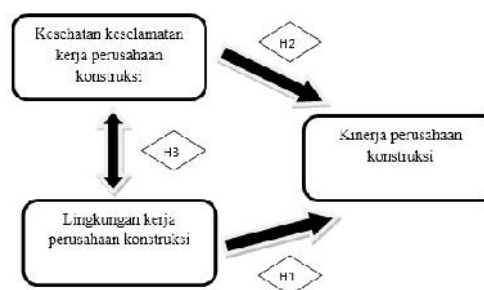 Kesehatan keselamatan
kerja perusahaan
konstruksi
H2
Kinerja perusahaan
konstruksi
H3
Lingkungan kerja
perusahaan konstruksi
H1